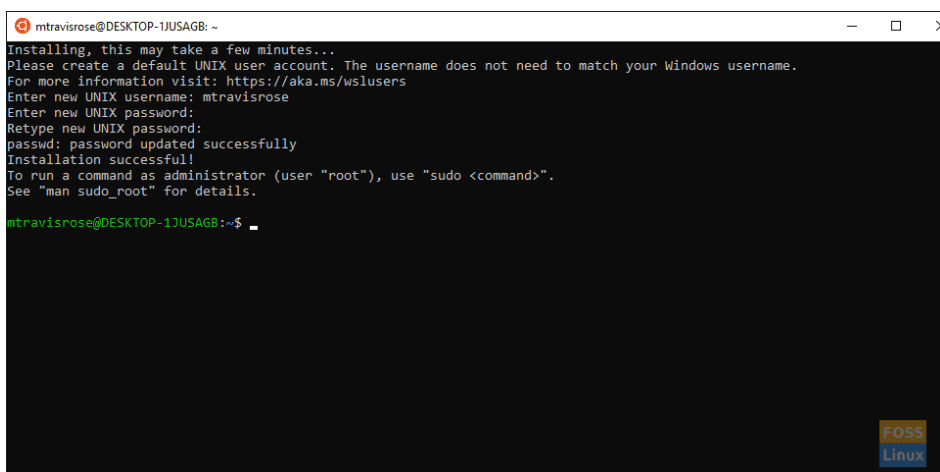 mtravisrose@DESKTOP-1JUSAGB: ~
Installing, this may take a few minutes...
Please create a default UNIX user account. The username does not need to match your Windows username.
For more information visit: https://aka.ms/wslusers
Enter new UNIX username: mtravisrose
Enter new UNIX password:
Retype new UNIX password:
passwd: password updated successfully
Installation successful!
To run a command as administrator (user "root"), use "sudo <command>".
See "man sudo_root" for details.
mtravisrose@DESKTOP-1JUSAGB:~$
FOSS
Linux